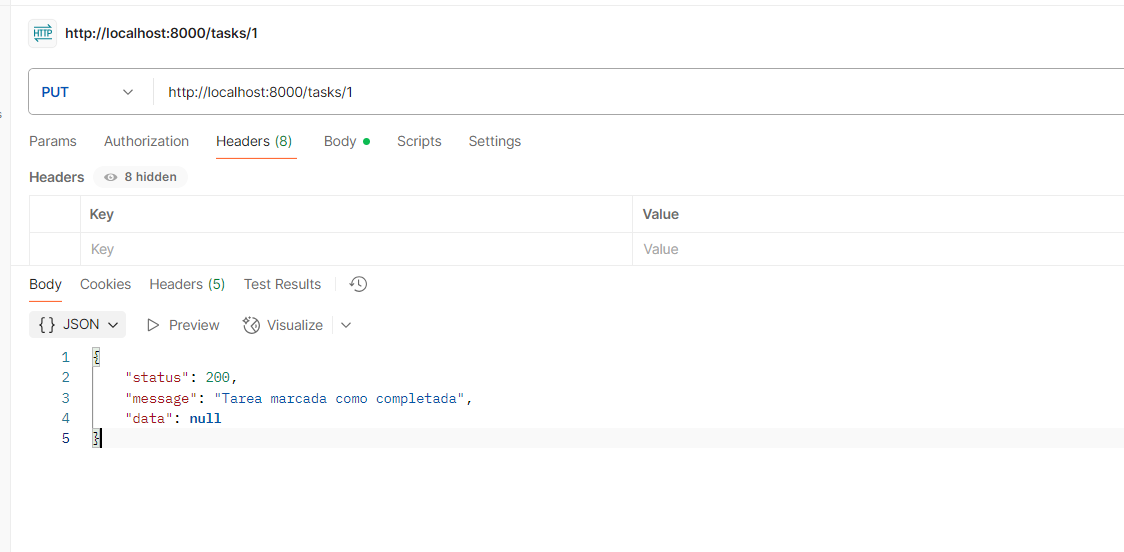 HTTP http://localhost:8000/tasks/1
PUT http://localhost:8000/tasks/1
Params Authorization Headers (8) Body Scripts Settings
Headers 8 hidden
Key Value
Key Value
Body Cookies Headers (5) Test Results
{} JSON Preview Visualize
1 {
2 "status": 200,
3 "message": "Tarea marcada como completada",
4 "data": null
5 }